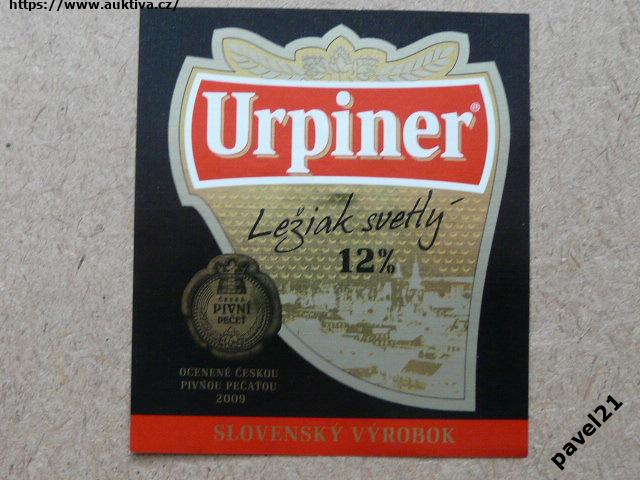 https://www.auktiva.cz/
Urpiner®
Ležiak svetlý
12%
ČESKÁ
PIVNÍ
PEČEŤ
OCENENÉ ČESKOU
PIVNOU PEČAŤOU
2009
SLOVENSKÝ VÝROBOK
pavel21